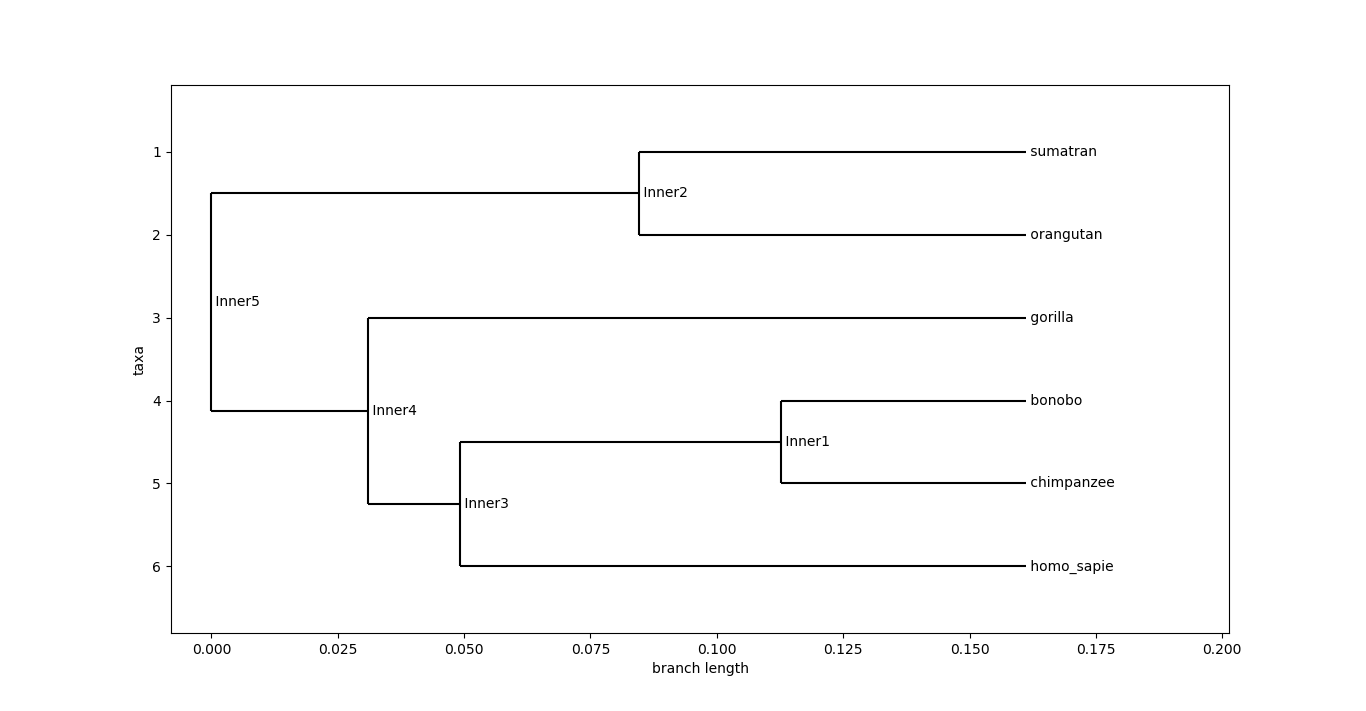 1
sumatran
Inner2
2
orangutan
Inner5
3
gorilla
taxa
4
bonobo
Inner4
Inner1
5
chimpanzee
Inner3
6
homo_sapie
0.000 0.025 0.050 0.075 0.100 0.125 0.150 0.175 0.200
branch length